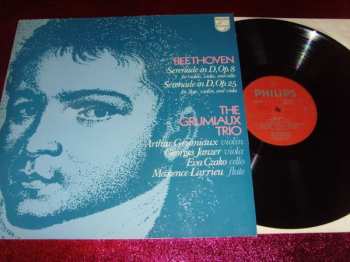 PHILIPS
BEETHOVEN
Serenade in D, Op. 8
for violin, viola, and cello
Serenade in D, Op. 25
for flute, violin, and viola
THE
GRUMIAUX
TRIO
Arthur Grumiaux violin
Georges Janzer viola
Eva Czako cello
Maxence Larrieu flute
PHILIPS